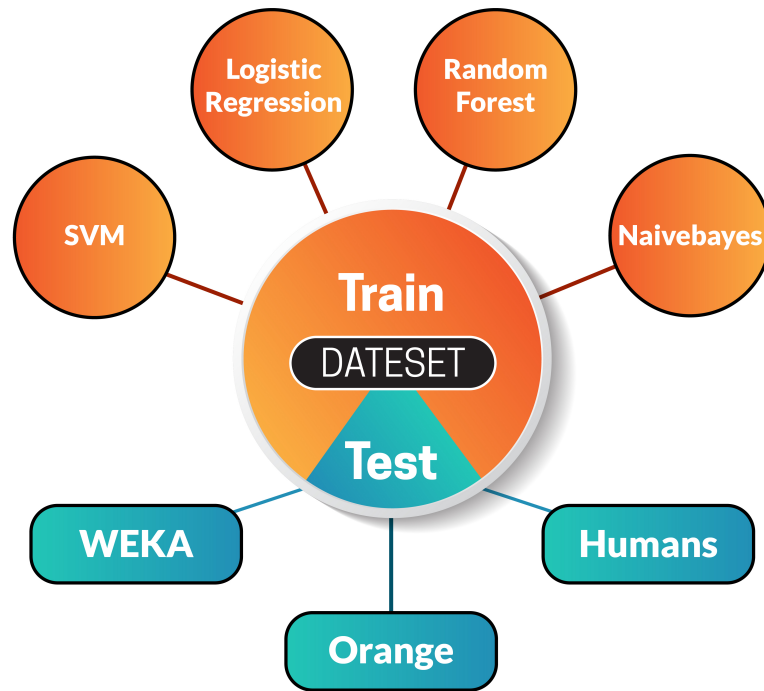 Logistic
Regression
Random
Forest
SVM
Naivebayes
Train
DATESET
Test
WEKA
Humans
Orange